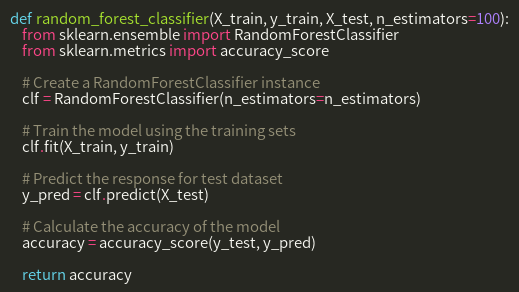 def random_forest_classifier(X_train, y_train, X_test, n_estimators=100):
from sklearn.ensemble import RandomForestClassifier
from sklearn.metrics import accuracy_score
# Create a RandomForestClassifier instance
clf = RandomForestClassifier(n_estimators=n_estimators)
# Train the model using the training sets
clf.fit(X_train, y_train)
# Predict the response for test dataset
y_pred = clf.predict(X_test)
# Calculate the accuracy of the model
accuracy = accuracy_score(y_test, y_pred)
return accuracy